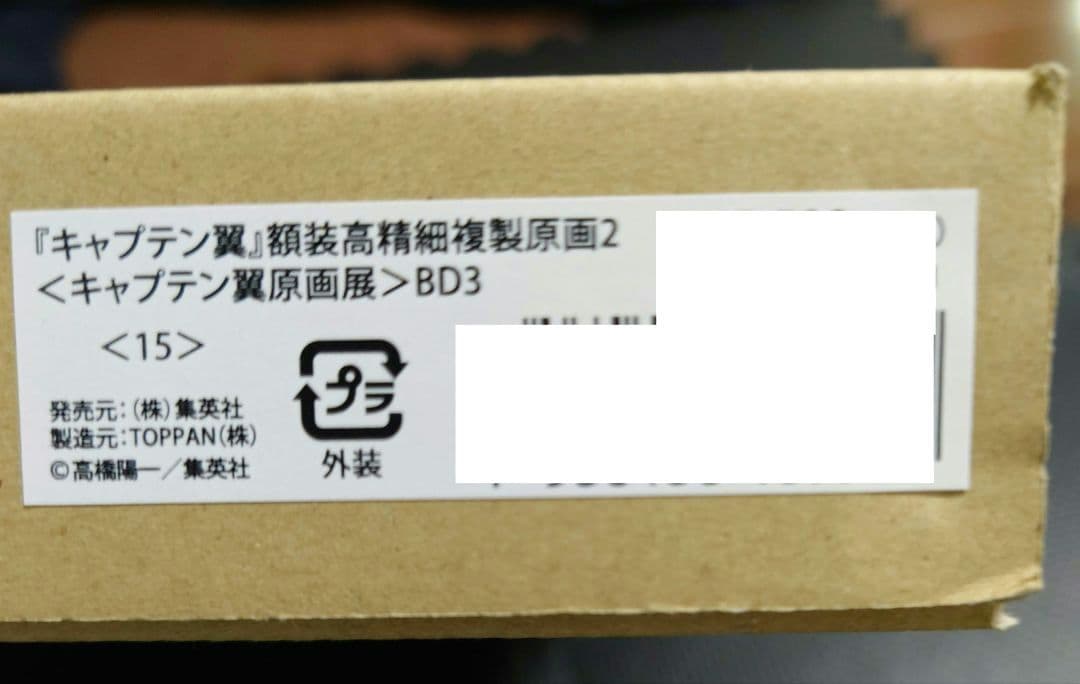 『キャプテン翼』額装高精細複製原画2
＜キャプテン翼原画展＞BD3
＜15＞
プラ
外装
発売元：（株）集英社
製造元：TOPPAN（株）
©高橋陽一／集英社